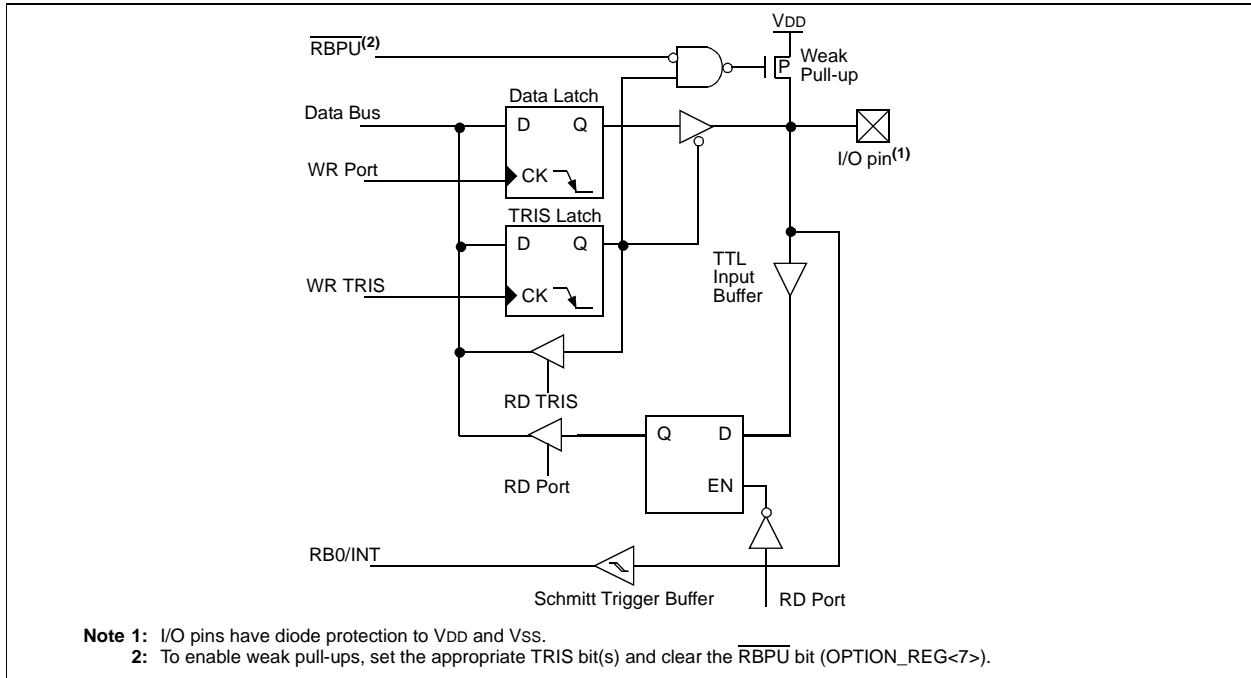 VDD
RBPU(2)
P
Weak
Pull-up
Data Latch
Data Bus
D
Q
I/O pin(1)
WR Port
CK
TRIS Latch
D
Q
TTL
Input
Buffer
WR TRIS
CK
RD TRIS
Q
D
RD Port
EN
RB0/INT
Schmitt Trigger Buffer
RD Port
Note 1: I/O pins have diode protection to VDD and VSS.
2: To enable weak pull-ups, set the appropriate TRIS bit(s) and clear the RBPU bit (OPTION_REG<7>).